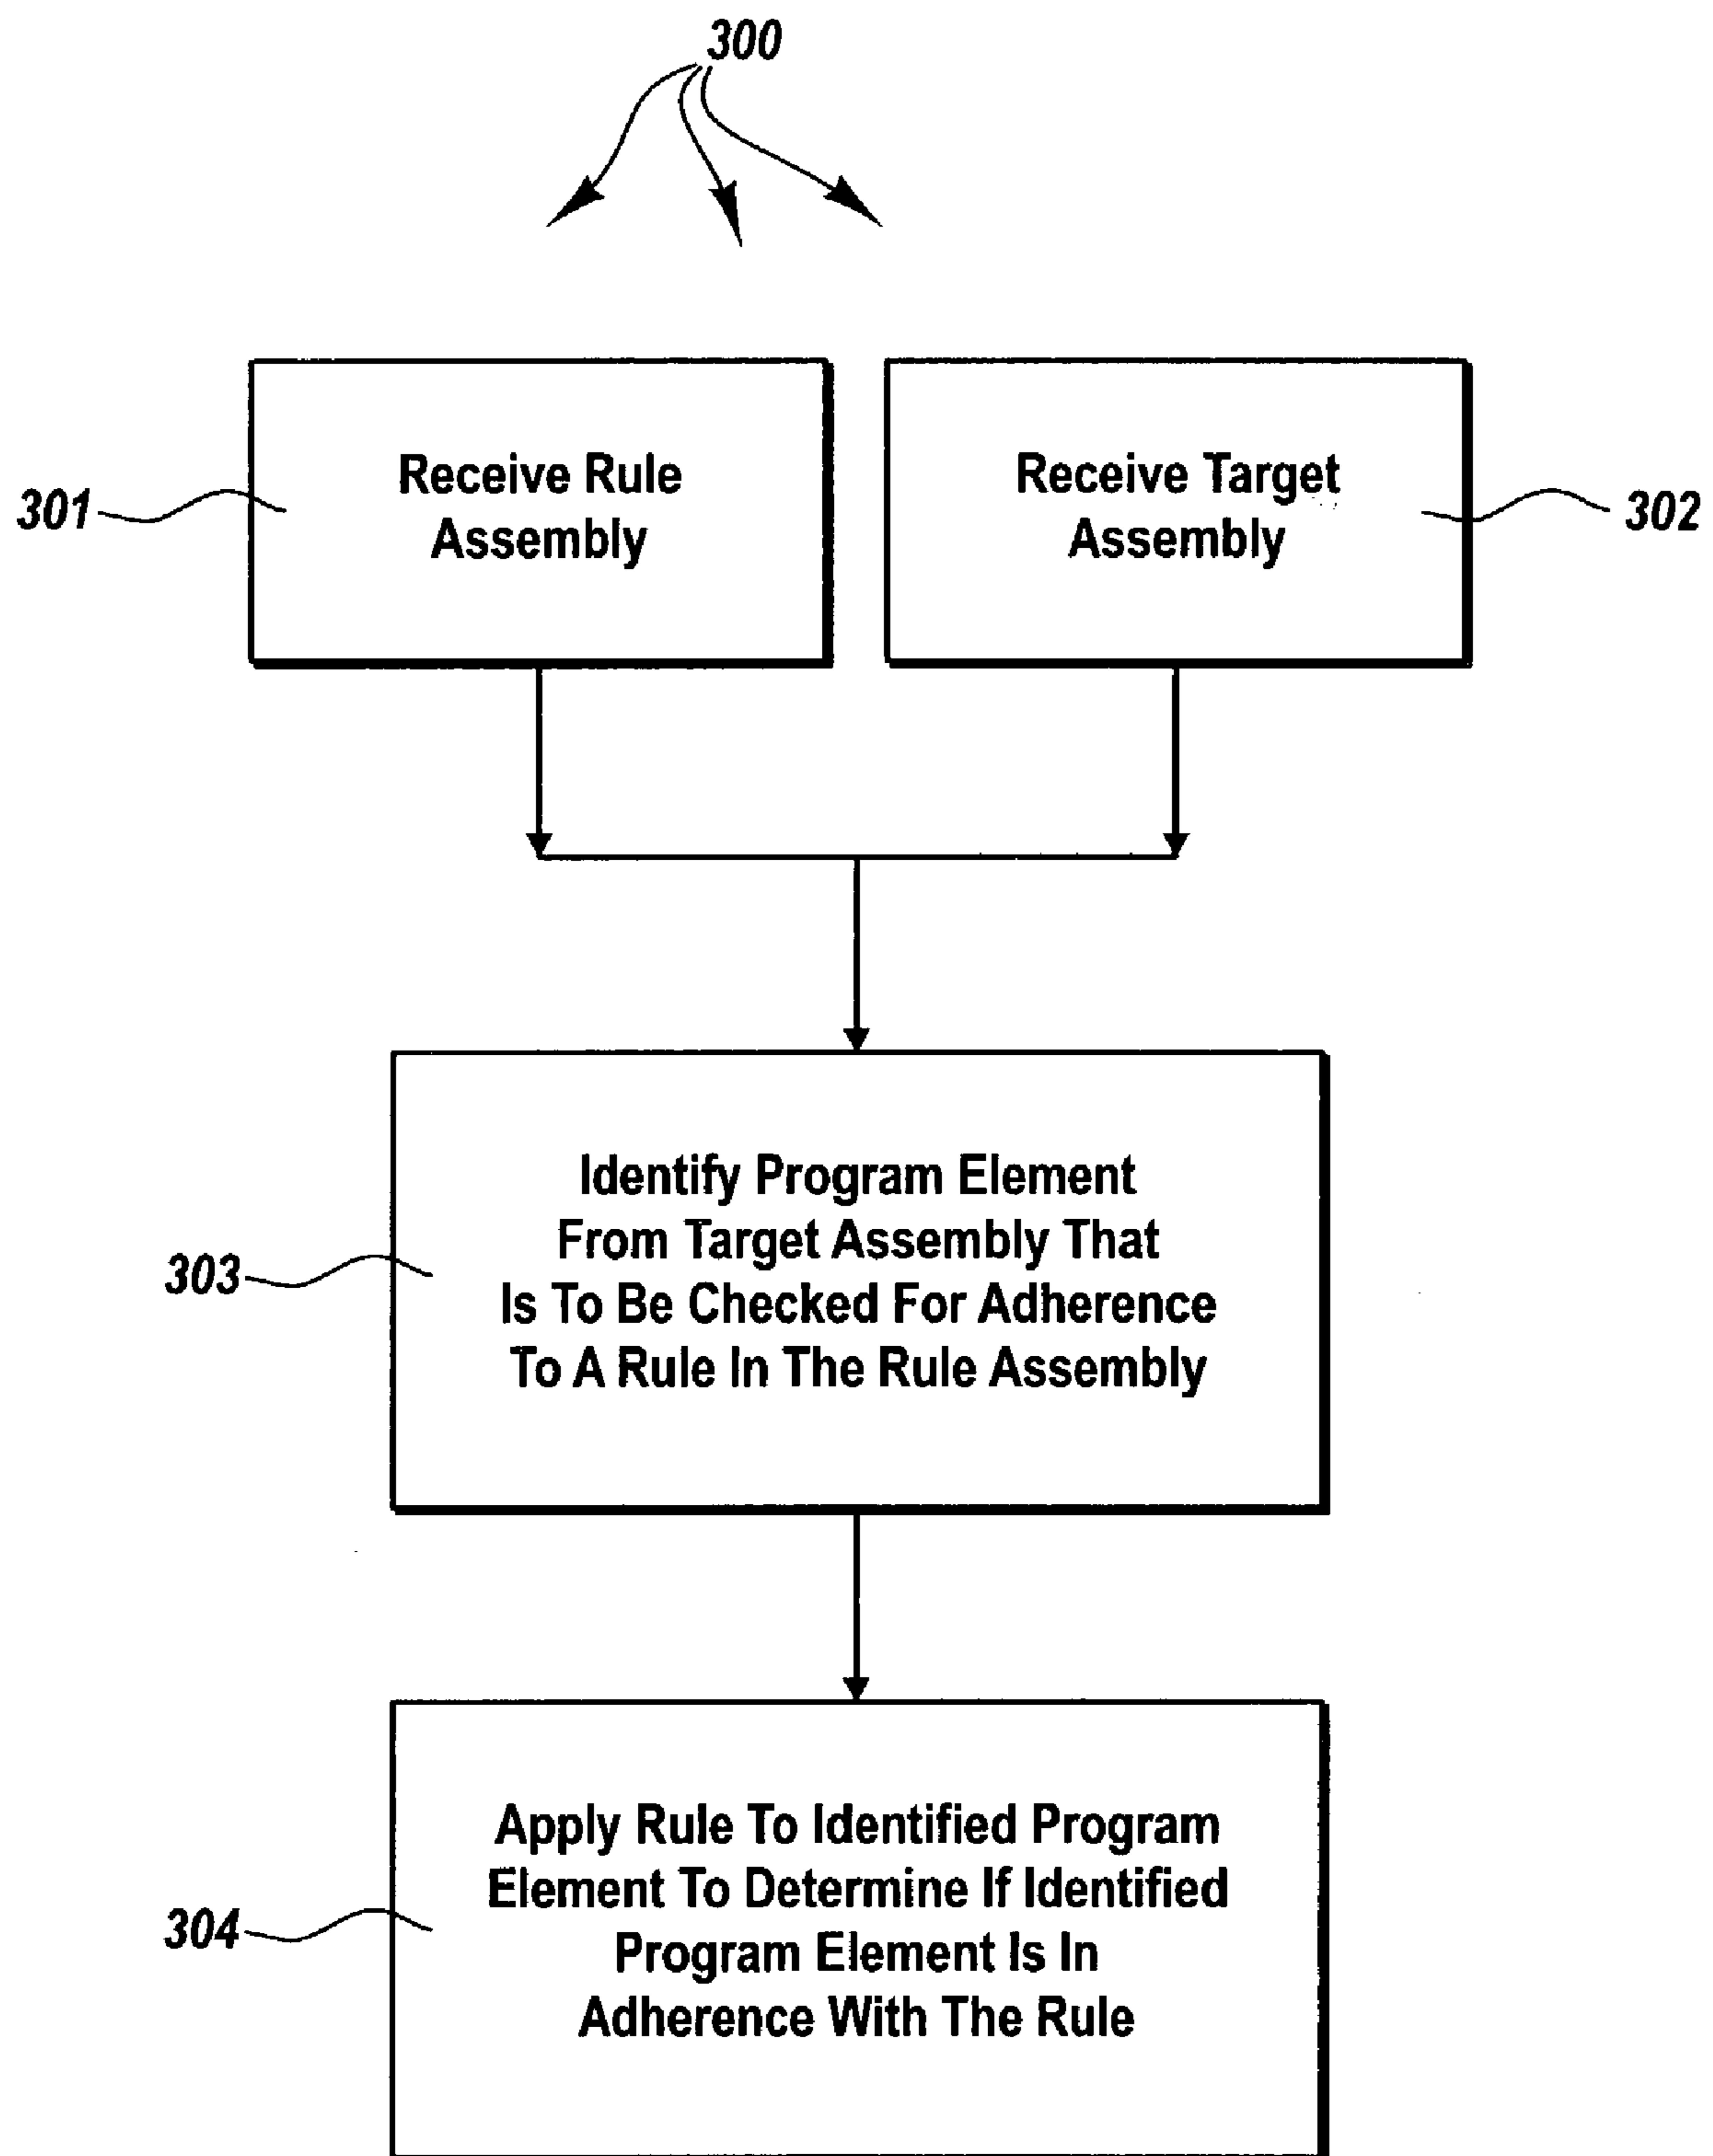 300
Receive Rule
Assembly
301
Receive Target
Assembly
302
Identify Program Element
From Target Assembly That
Is To Be Checked For Adherence
To A Rule In The Rule Assembly
303
Apply Rule To Identified Program
Element To Determine If Identified
Program Element Is In
Adherence With The Rule
304